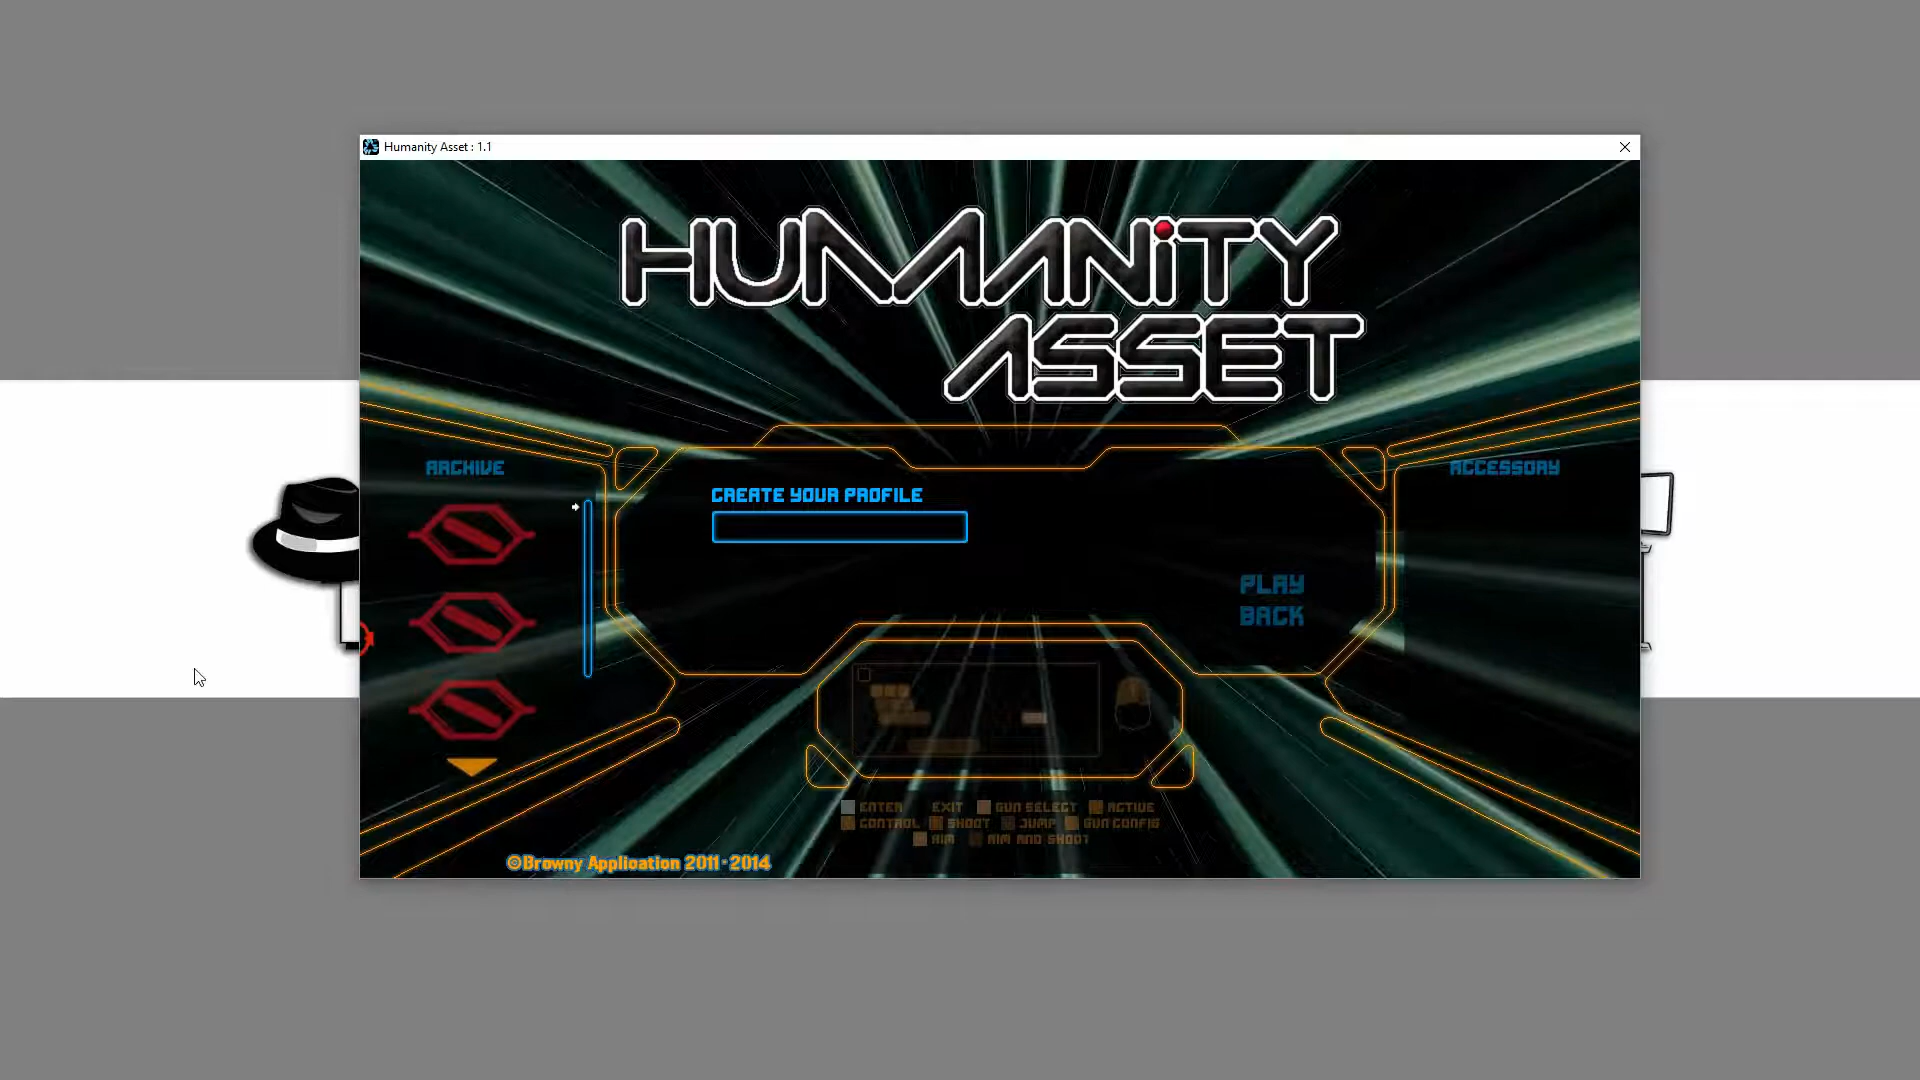 Humanity Asset : 1.1
HUMANiTY
ASSET
ARCHIVE
ACCESSORY
CREATE YOUR PROFILE
PLAY
BACK
ENTER EXIT GUN SELECT ACTIVE
CONTROL SHOOT JUMP GUN CONFIG
AIM AIM AND SHOOT
©Browny Application 2011-2014